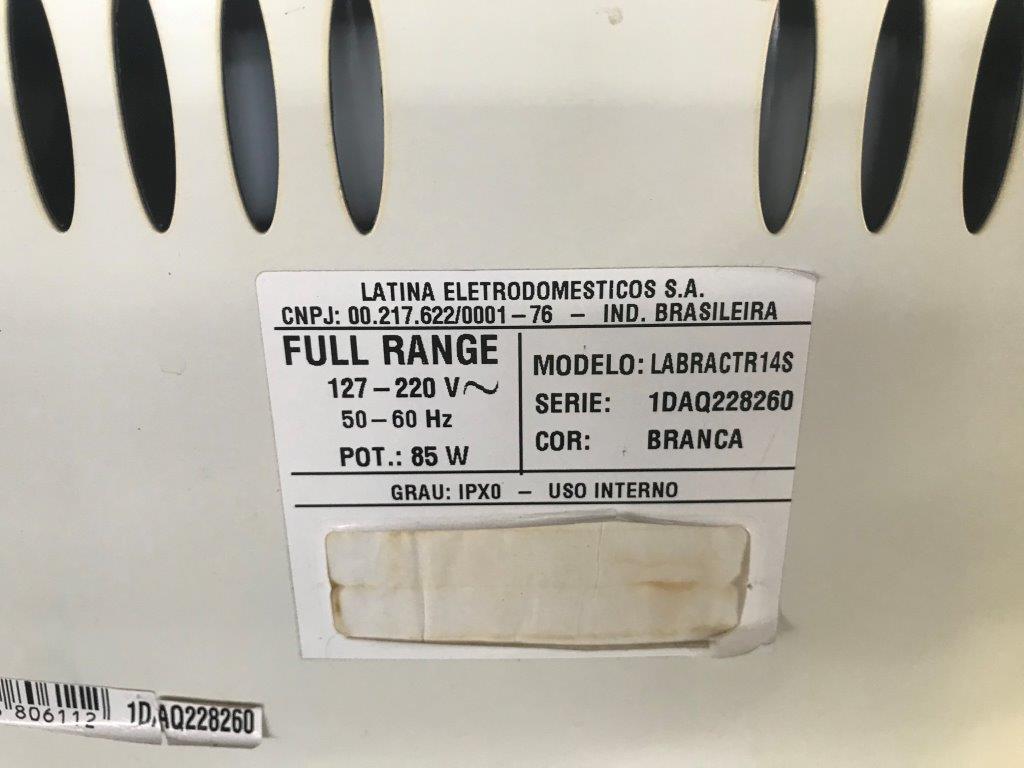 LATINA ELETRODOMESTICOS S.A.
CNPJ: 00.217.622/0001-76 - IND. BRASILEIRA
FULL RANGE
127-220 V~
50-60 Hz
POT.: 85 W
MODELO: LABRACTR14S
SERIE: 1DAQ228260
COR: BRANCA
GRAU: IPX0 - USO INTERNO
806112 1DAQ228260